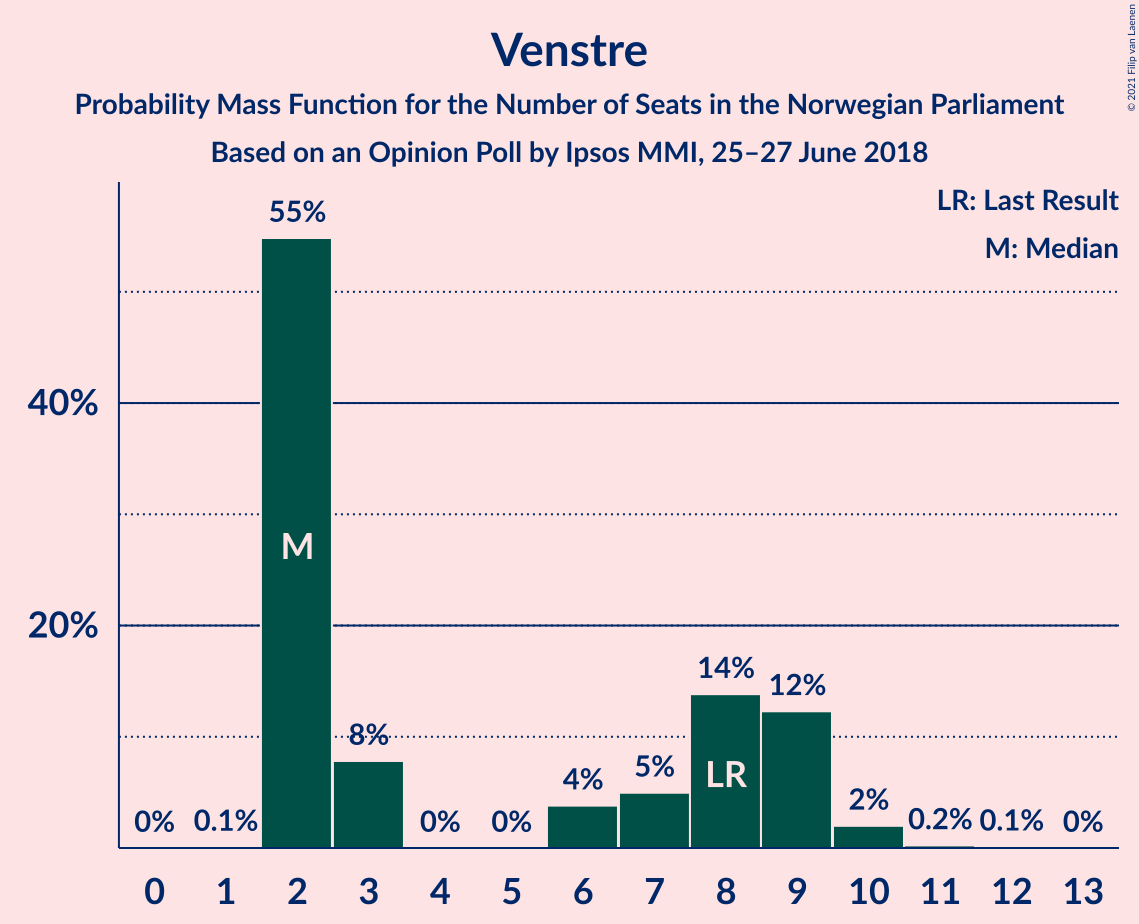 Venstre
Probability Mass Function for the Number of Seats in the Norwegian Parliament
Based on an Opinion Poll by Ipsos MMI, 25–27 June 2018
© 2021 Filip van Laenen
LR: Last Result
M: Median
55%
40%
M
20%
14%
12%
8%
5%
4%
LR
2%
0%
0.1%
0%
0%
0.2%
0.1%
0%
0 1 2 3 4 5 6 7 8 9 10 11 12 13